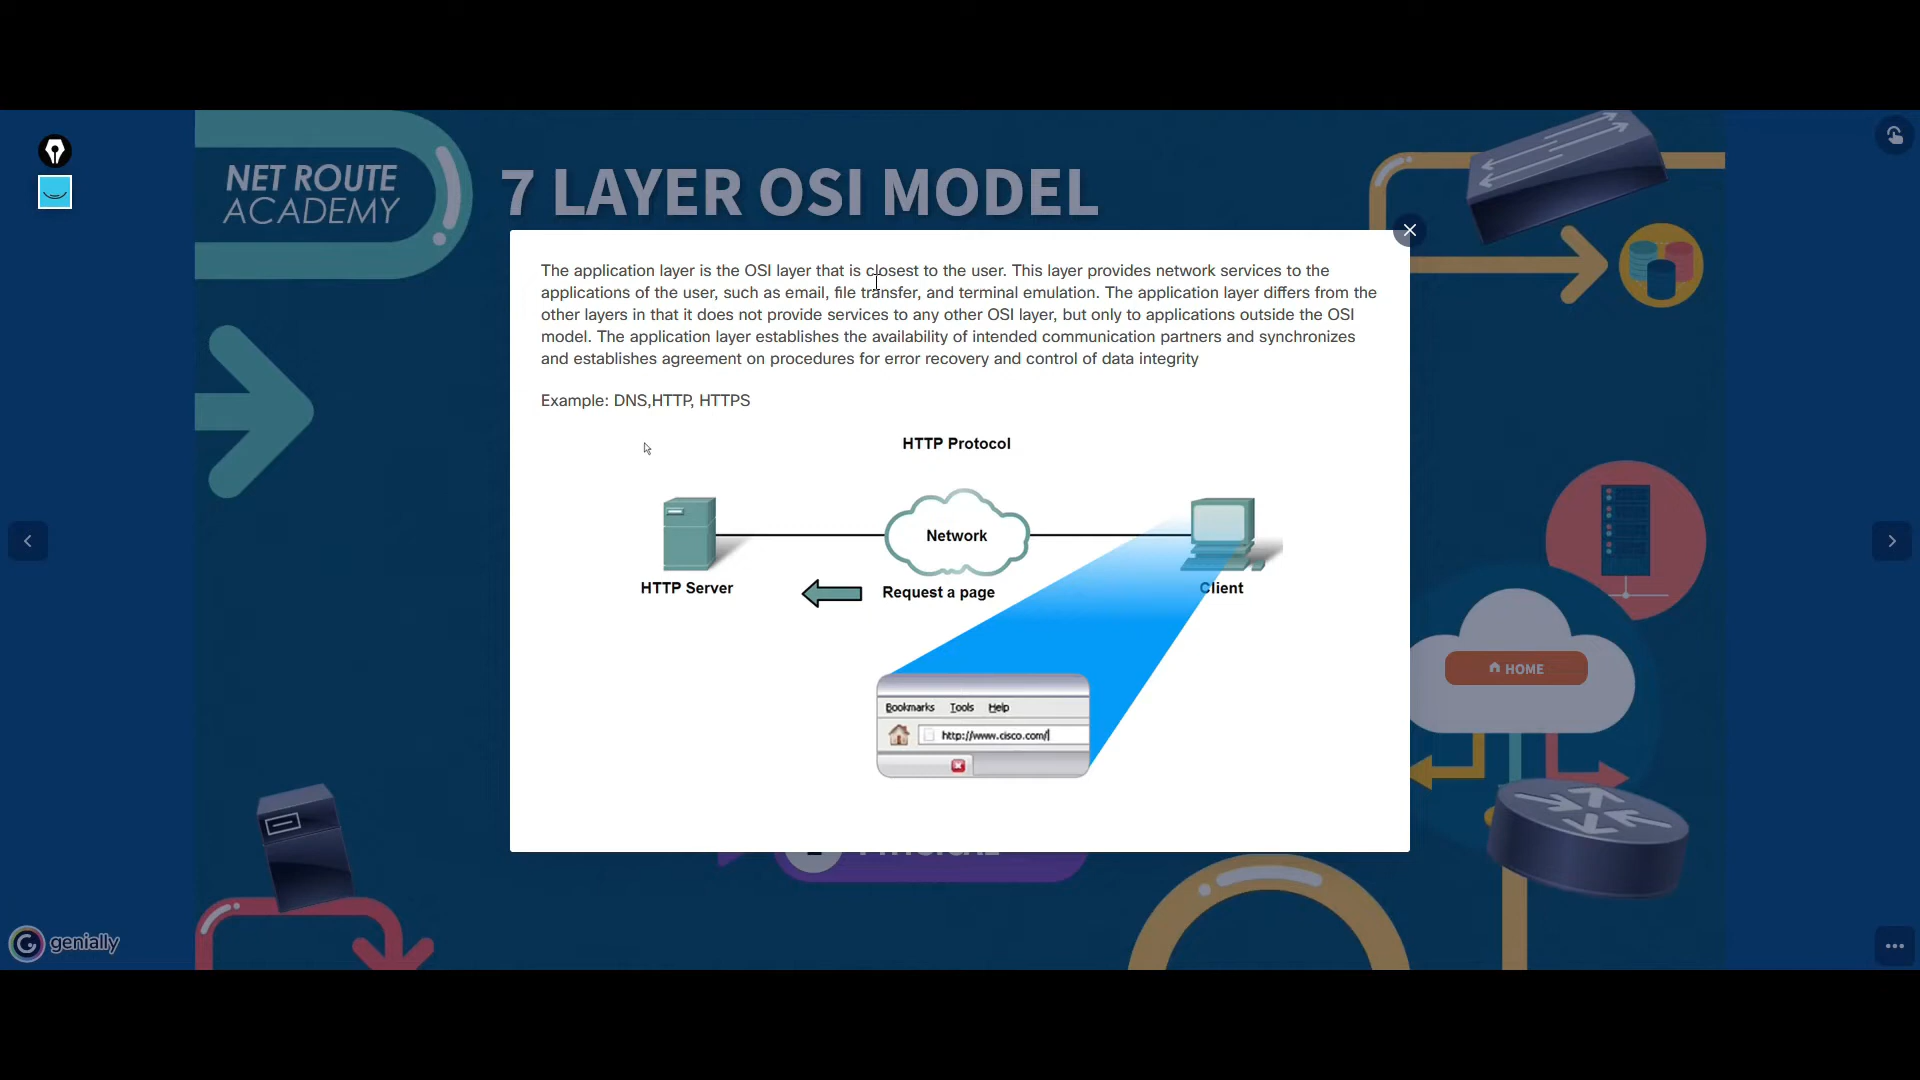 NET ROUTE
ACADEMY
7 LAYER OSI MODEL
The application layer is the OSI layer that is closest to the user. This layer provides network services to the
applications of the user, such as email, file transfer, and terminal emulation. The application layer differs from the
other layers in that it does not provide services to any other OSI layer, but only to applications outside the OSI
model. The application layer establishes the availability of intended communication partners and synchronizes
and establishes agreement on procedures for error recovery and control of data integrity
Example: DNS,HTTP, HTTPS
HTTP Protocol
Network
HTTP Server
Request a page
Client
Bookmarks Tools Help
http://www.cisco.com/
HOME
PHYSICAL
genially